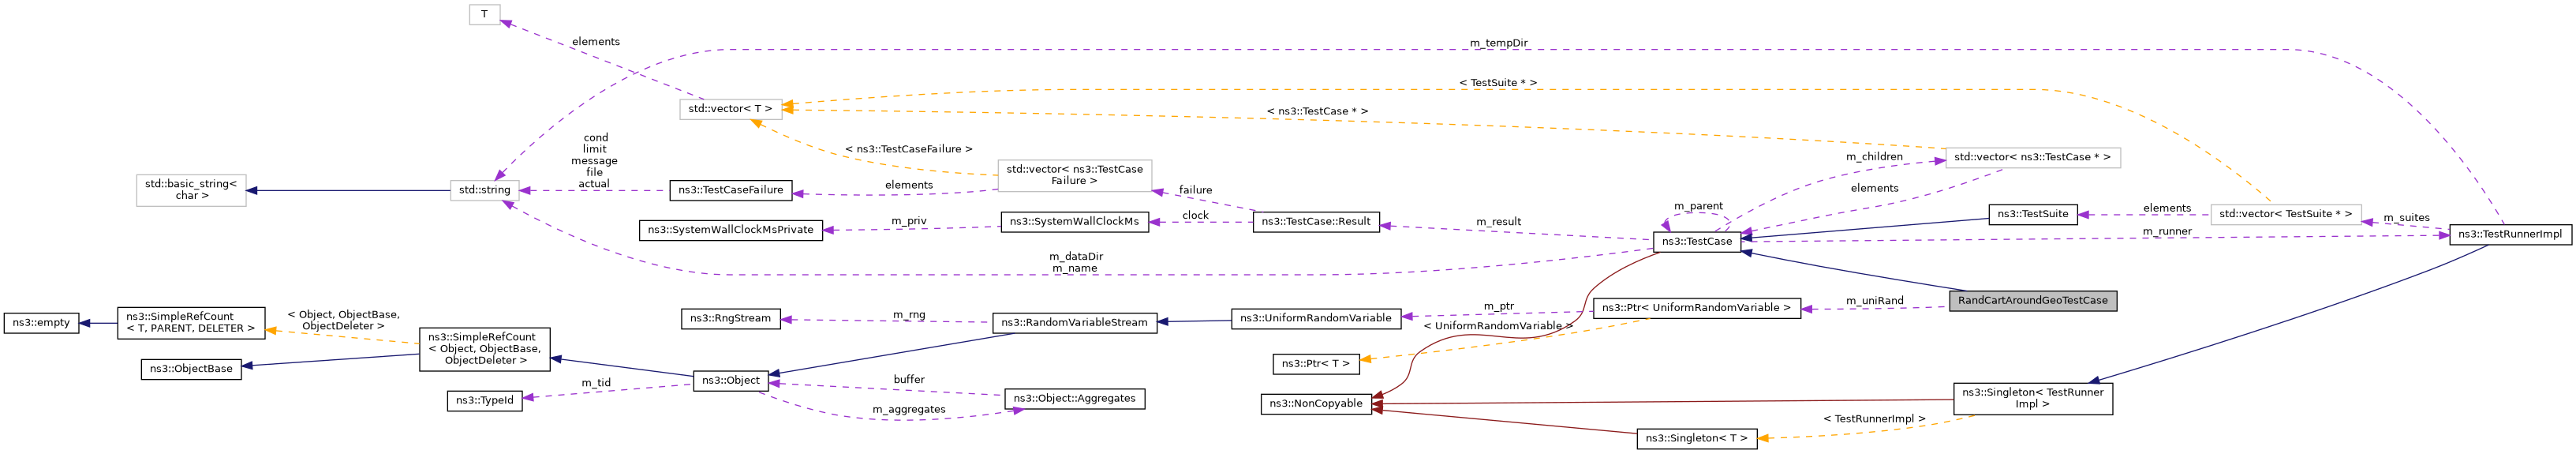 T
elements
m_tempDir
< TestSuite * >
std::vector< T >
< ns3::TestCase * >
cond
limit
message
file
actual
< ns3::TestCaseFailure >
m_children
std::vector< ns3::TestCase * >
std::basic_string<
char >
std::string
ns3::TestCaseFailure
elements
std::vector< ns3::TestCase
Failure >
failure
elements
m_parent
ns3::SystemWallClockMsPrivate
m_priv
ns3::SystemWallClockMs
clock
ns3::TestCase::Result
m_result
ns3::TestCase
ns3::TestSuite
elements
std::vector< TestSuite * >
m_suites
m_runner
ns3::TestRunnerImpl
m_dataDir
m_name
RandCartAroundGeoTestCase
m_uniRand
ns3::Ptr< UniformRandomVariable >
m_ptr
ns3::UniformRandomVariable
ns3::RandomVariableStream
m_rng
ns3::RngStream
< UniformRandomVariable >
ns3::empty
ns3::SimpleRefCount
< T, PARENT, DELETER >
< Object, ObjectBase,
ObjectDeleter >
ns3::SimpleRefCount
< Object, ObjectBase,
ObjectDeleter >
ns3::ObjectBase
ns3::Ptr< T >
m_tid
ns3::TypeId
ns3::Object
buffer
m_aggregates
ns3::Object::Aggregates
ns3::NonCopyable
ns3::Singleton< TestRunner
Impl >
< TestRunnerImpl >
ns3::Singleton< T >